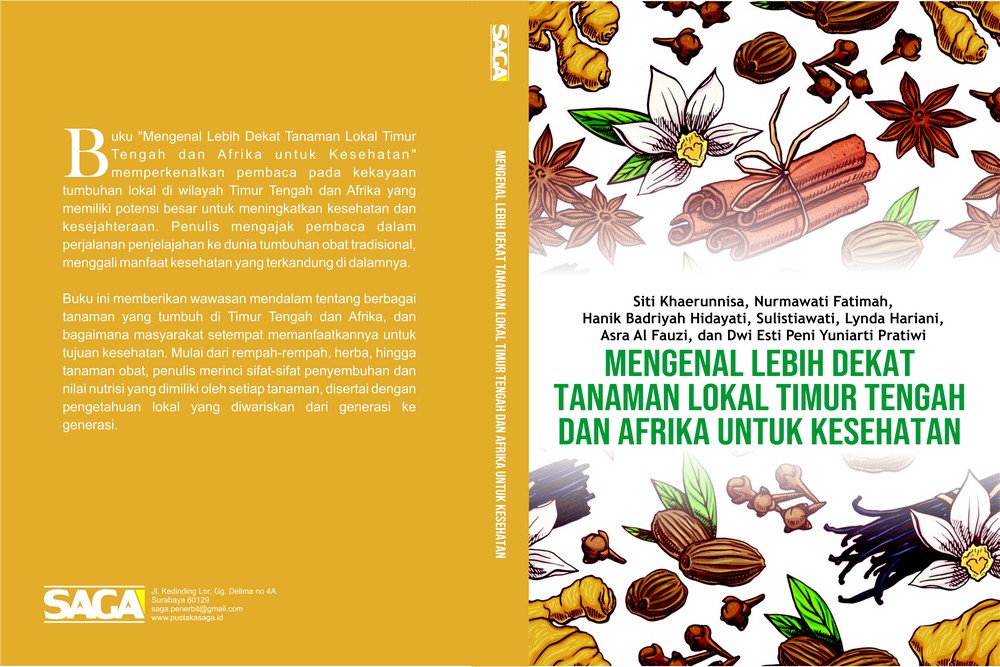 Buku "Mengenal Lebih Dekat Tanaman Lokal Timur
Tengah dan Afrika untuk Kesehatan"
memperkenalkan pembaca pada kekayaan
tumbuhan lokal di wilayah Timur Tengah dan Afrika yang
memiliki potensi besar untuk meningkatkan kesehatan dan
kesejahteraan. Penulis mengajak pembaca dalam
perjalanan penjelajahan ke dunia tumbuhan obat tradisional,
menggali manfaat kesehatan yang terkandung di dalamnya.
Buku ini memberikan wawasan mendalam tentang berbagai
tanaman yang tumbuh di Timur Tengah dan Afrika, dan
bagaimana masyarakat setempat memanfaatkannya untuk
tujuan kesehatan. Mulai dari rempah-rempah, herba, hingga
tanaman obat, penulis merinci sifat-sifat penyembuhan dan
nilai nutrisi yang dimiliki oleh setiap tanaman, disertai dengan
pengetahuan lokal yang diwariskan dari generasi ke
generasi.
SAGA
Jl. Kedinding Lor, Gg. Delima no 4A
Surabaya 60129
saga.penerbit@gmail.com
www.pustakasaga.id
SAGA
MENGENAL LEBIH DEKAT TANAMAN LOKAL TIMUR TENGAH DAN AFRIKA UNTUK KESEHATAN
Siti Khaerunnisa, Nurmawati Fatimah,
Hanik Badriyah Hidayati, Sulistiawati, Lynda Hariani,
Asra Al Fauzi, dan Dwi Esti Peni Yuniarti Pratiwi
MENGENAL LEBIH DEKAT
TANAMAN LOKAL TIMUR TENGAH
DAN AFRIKA UNTUK KESEHATAN